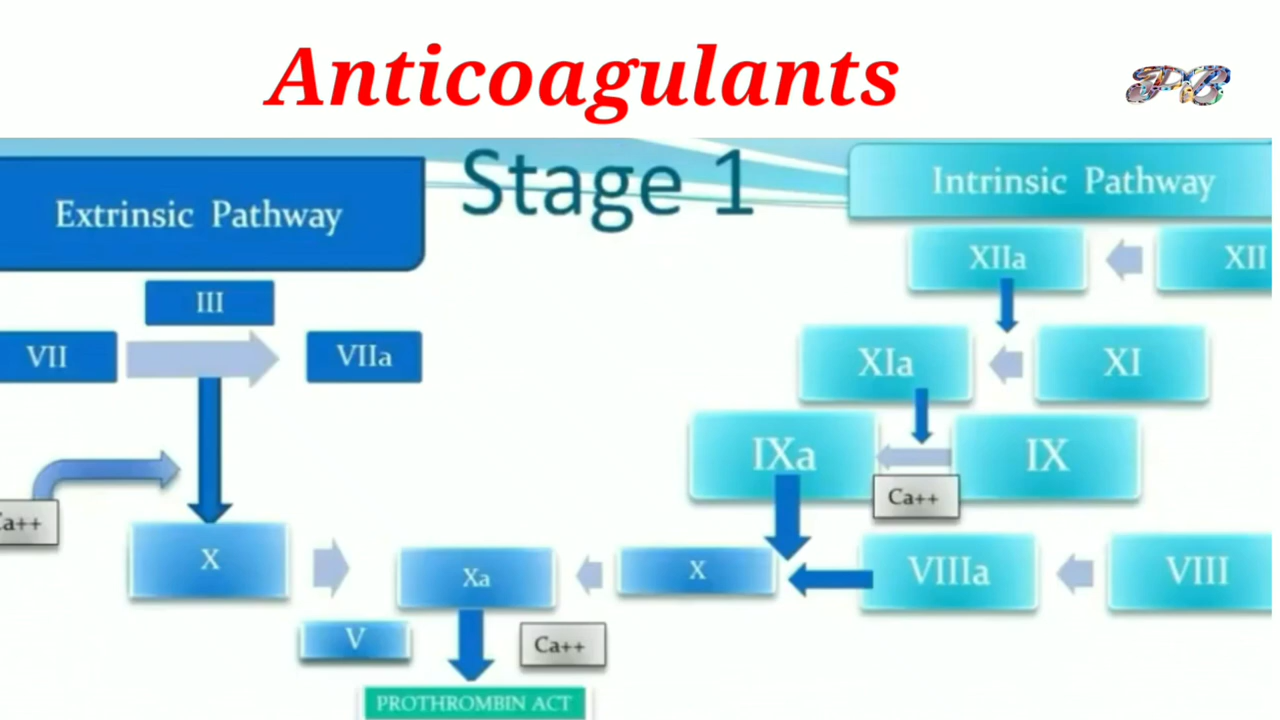 Anticoagulants
PB
Stage 1
Extrinsic Pathway
III
VII
VIIa
Ca++
X
V
Xa
Ca++
PROTHROMBIN ACT
Intrinsic Pathway
XIIa
XII
XIa
XI
IXa
IX
Ca++
X
VIIIa
VIII